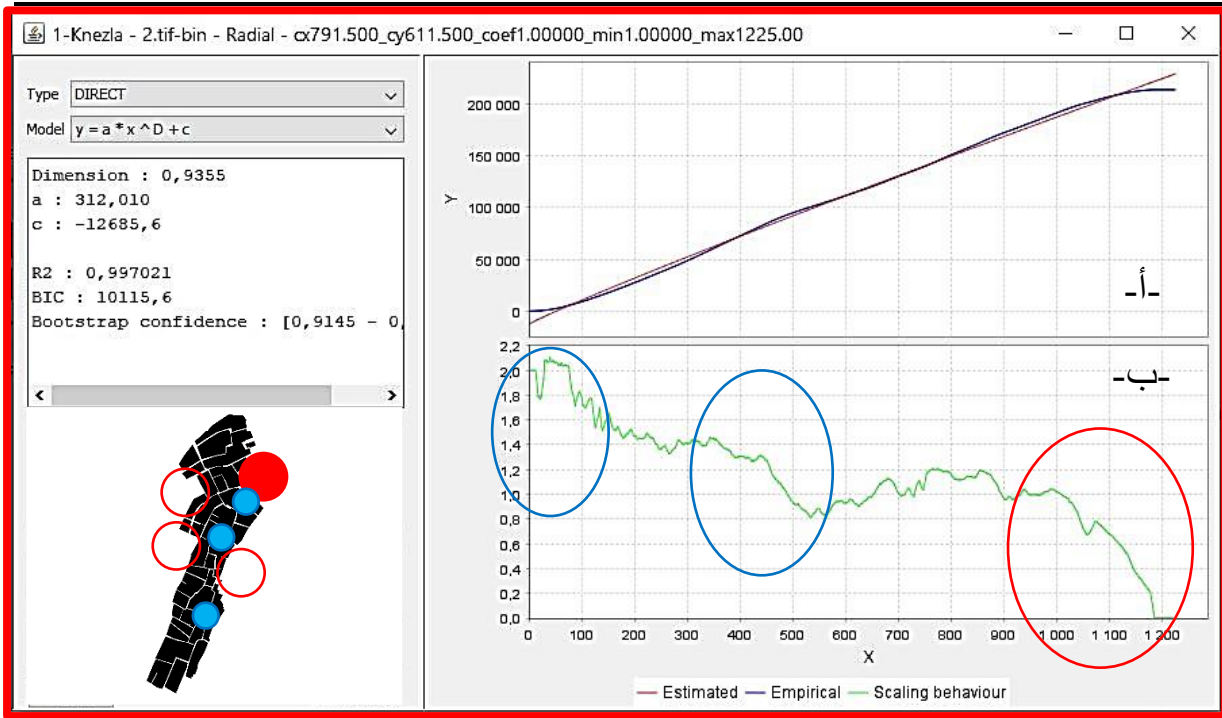 1-Knezla - 2.tif-bin - Radial - cx791.500_cy611.500_coef1.00000_min1.00000_max1225.00
Type DIRECT
Model y = a * x ^ D + c
Dimension : 0,9355
a : 312,010
c : -12685,6
R2 : 0,997021
BIC : 10115,6
Bootstrap confidence : [0,9145 - 0,
200 000
150 000
Y
100 000
50 000
0
-أ-
2,2
2,0
1,8
1,6
1,4
1,2
1,0
0,8
0,6
0,4
0,2
0,0
-ب-
0 100 200 300 400 500 600 700 800 900 1 000 1 100 1 200
X
Estimated Empirical Scaling behaviour